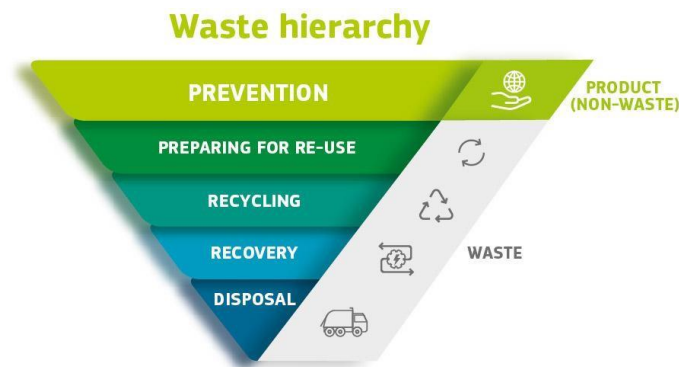 Waste hierarchy
PREVENTION
PRODUCT
(NON-WASTE)
PREPARING FOR RE-USE
RECYCLING
RECOVERY
WASTE
DISPOSAL